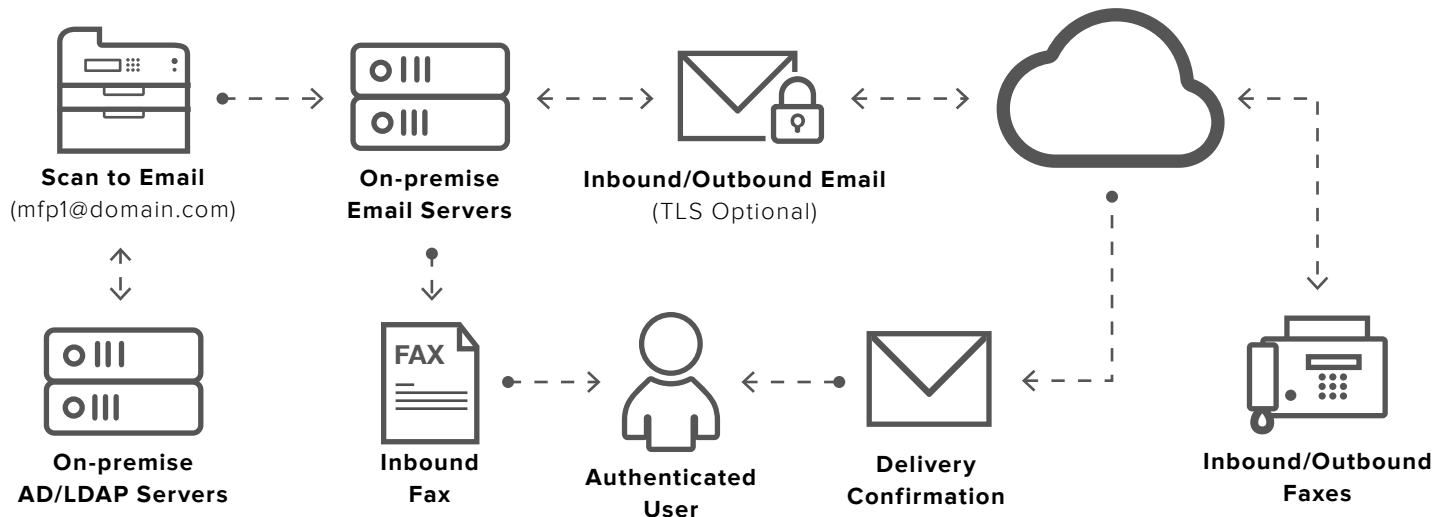 Scan to Email
(mfp1@domain.com)
On-premise
Email Servers
Inbound/Outbound Email
(TLS Optional)
On-premise
AD/LDAP Servers
FAX
Inbound
Fax
Authenticated
User
Delivery
Confirmation
Inbound/Outbound
Faxes